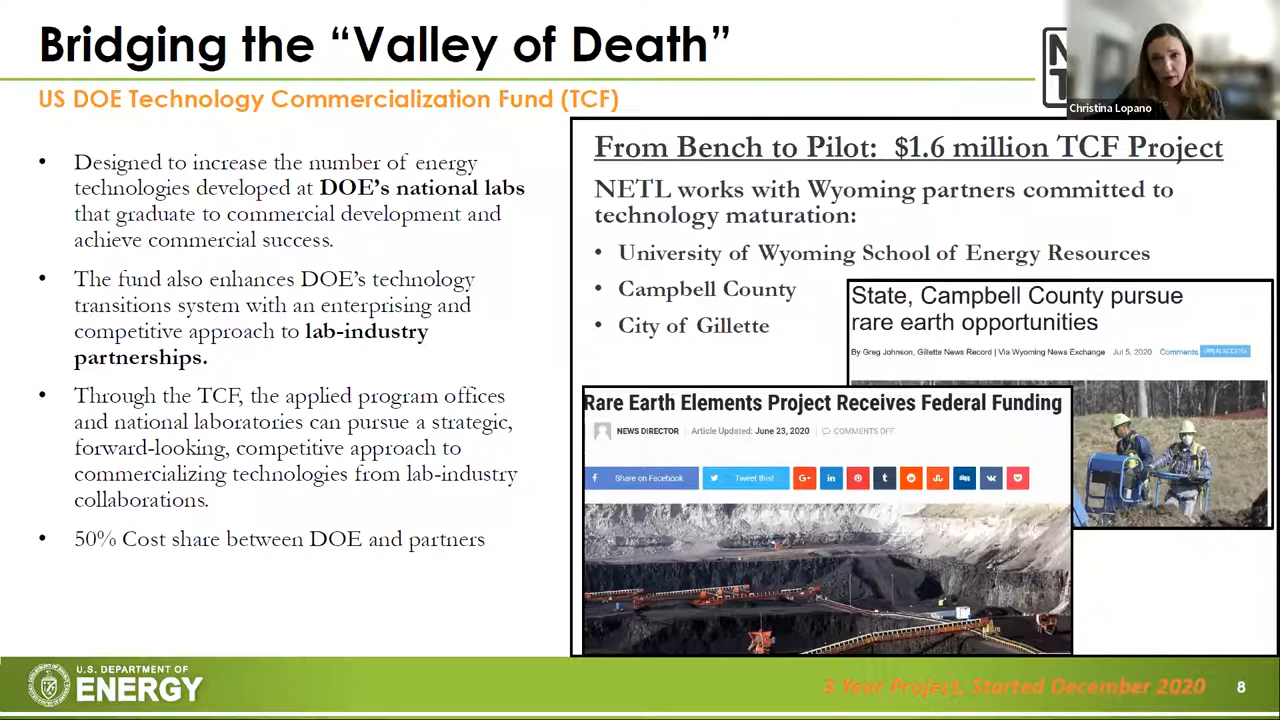 Bridging the “Valley of Death”
US DOE Technology Commercialization Fund (TCF)
Christina Lopano
• Designed to increase the number of energy
technologies developed at DOE’s national labs
that graduate to commercial development and
achieve commercial success.
• The fund also enhances DOE’s technology
transitions system with an enterprising and
competitive approach to lab-industry
partnerships.
• Through the TCF, the applied program offices
and national laboratories can pursue a strategic,
forward-looking, competitive approach to
commercializing technologies from lab-industry
collaborations.
• 50% Cost share between DOE and partners
From Bench to Pilot: $1.6 million TCF Project
NETL works with Wyoming partners committed to
technology maturation:
• University of Wyoming School of Energy Resources
• Campbell County
• City of Gillette
State, Campbell County pursue
rare earth opportunities
By Greg Johnson, Gillette News Record | Via Wyoming News Exchange Jul 5, 2020 Comments OPEN ACCESS
Rare Earth Elements Project Receives Federal Funding
NEWS DIRECTOR | Article Updated: June 23, 2020 | COMMENTS OFF
Share on Facebook Tweet this!
U.S. DEPARTMENT OF
ENERGY
3 Year Project, Started December 2020
8